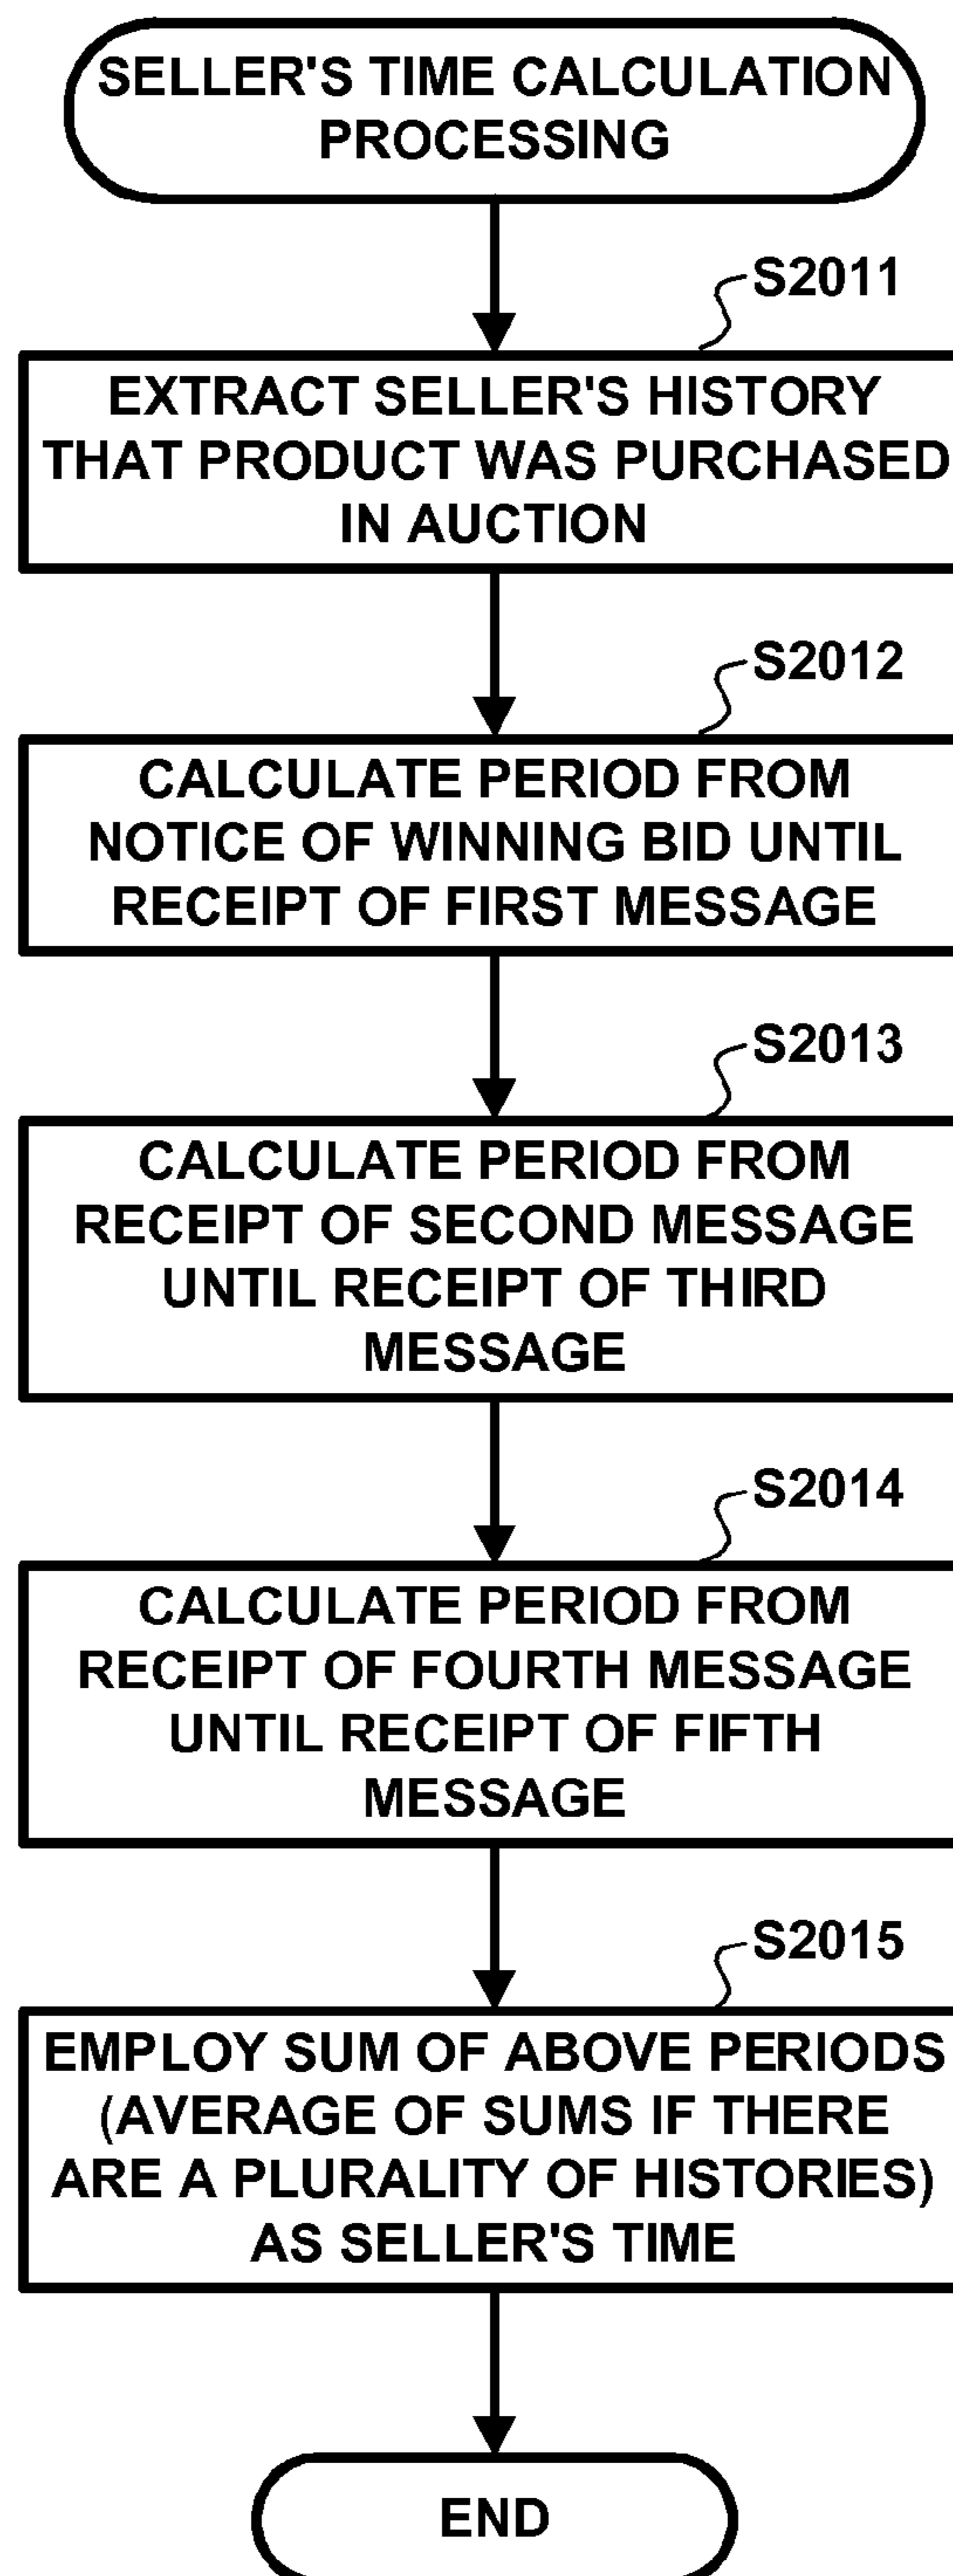 SELLER'S TIME CALCULATION
PROCESSING
S2011
EXTRACT SELLER'S HISTORY
THAT PRODUCT WAS PURCHASED
IN AUCTION
S2012
CALCULATE PERIOD FROM
NOTICE OF WINNING BID UNTIL
RECEIPT OF FIRST MESSAGE
S2013
CALCULATE PERIOD FROM
RECEIPT OF SECOND MESSAGE
UNTIL RECEIPT OF THIRD
MESSAGE
S2014
CALCULATE PERIOD FROM
RECEIPT OF FOURTH MESSAGE
UNTIL RECEIPT OF FIFTH
MESSAGE
S2015
EMPLOY SUM OF ABOVE PERIODS
(AVERAGE OF SUMS IF THERE
ARE A PLURALITY OF HISTORIES)
AS SELLER'S TIME
END